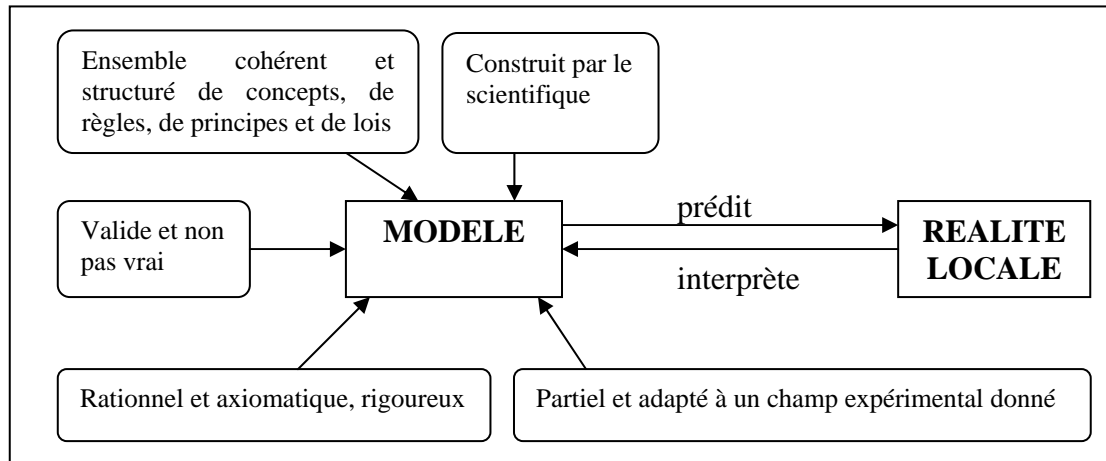 Ensemble cohérent et
structuré de concepts, de
règles, de principes et de lois
Construit par le
scientifique
Valide et non
pas vrai
MODELE
prédit
interprète
REALITE
LOCALE
Rationnel et axiomatique, rigoureux
Partiel et adapté à un champ expérimental donné